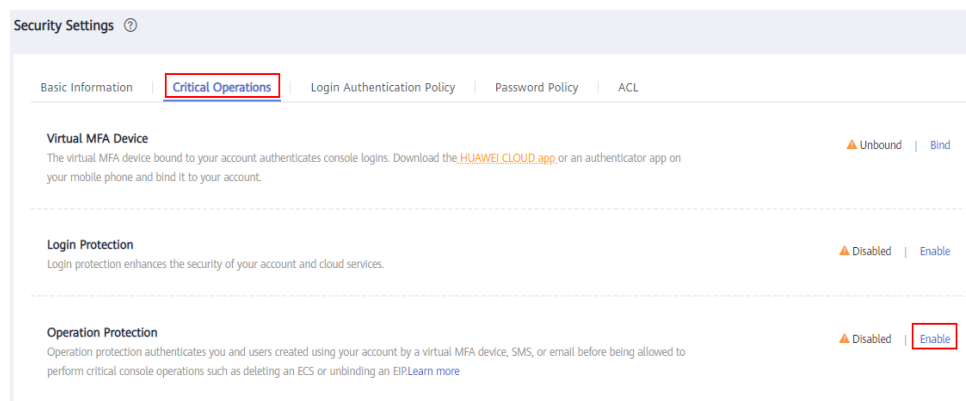 Security Settings ?
Basic Information | Critical Operations | Login Authentication Policy | Password Policy | ACL
Virtual MFA Device
The virtual MFA device bound to your account authenticates console logins. Download the HUAWEI CLOUD app or an authenticator app on
your mobile phone and bind it to your account.
Unbound | Bind
Login Protection
Login protection enhances the security of your account and cloud services.
Disabled | Enable
Operation Protection
Operation protection authenticates you and users created using your account by a virtual MFA device, SMS, or email before being allowed to
perform critical console operations such as deleting an ECS or unbinding an EIP.Learn more
Disabled | Enable